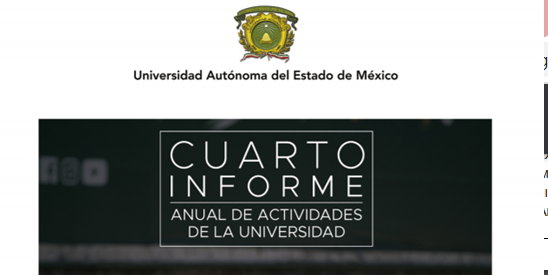 Universidad Autónoma del Estado de México
CUARTO
INFORME
ANUAL DE ACTIVIDADES
DE LA UNIVERSIDAD